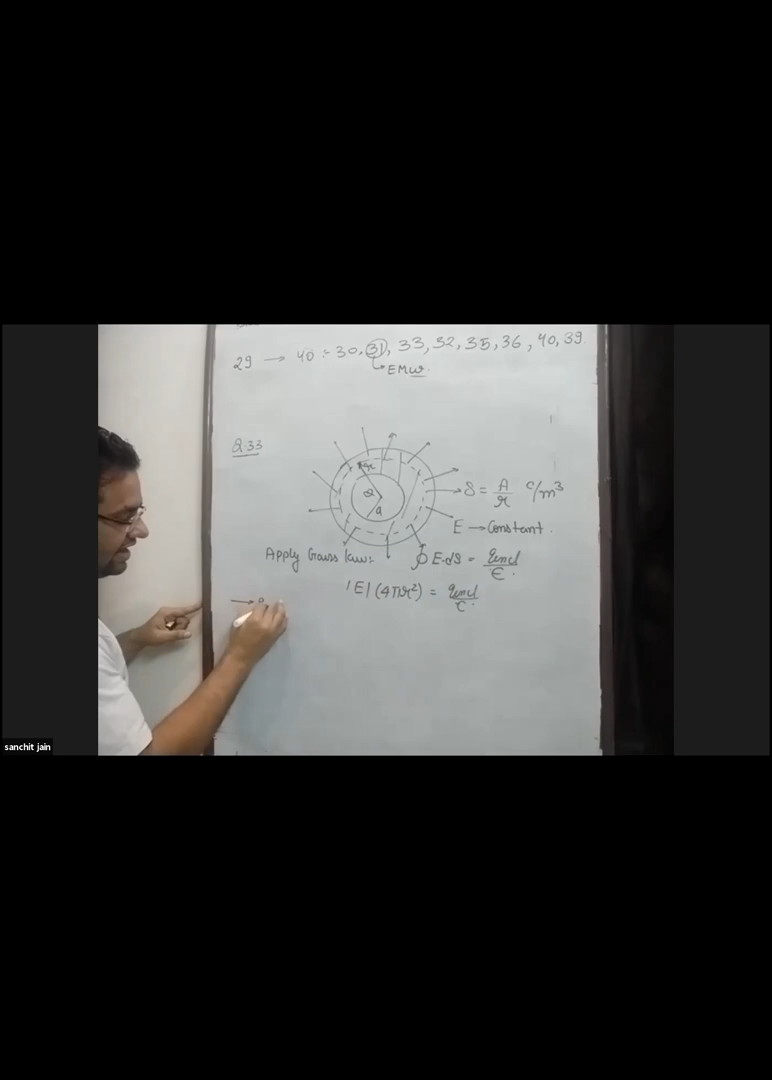 29 → 40 :- 30, 31, 33, 32, 35, 36, 40, 39.
→ EMW.
Q.33
r
Q
a
S = A/r C/m³
E → Constant.
Apply Gauss law:- ∮ E.ds = qencl/ε.
|E| (4πr²) = qencl/ε.
→
sanchit jain